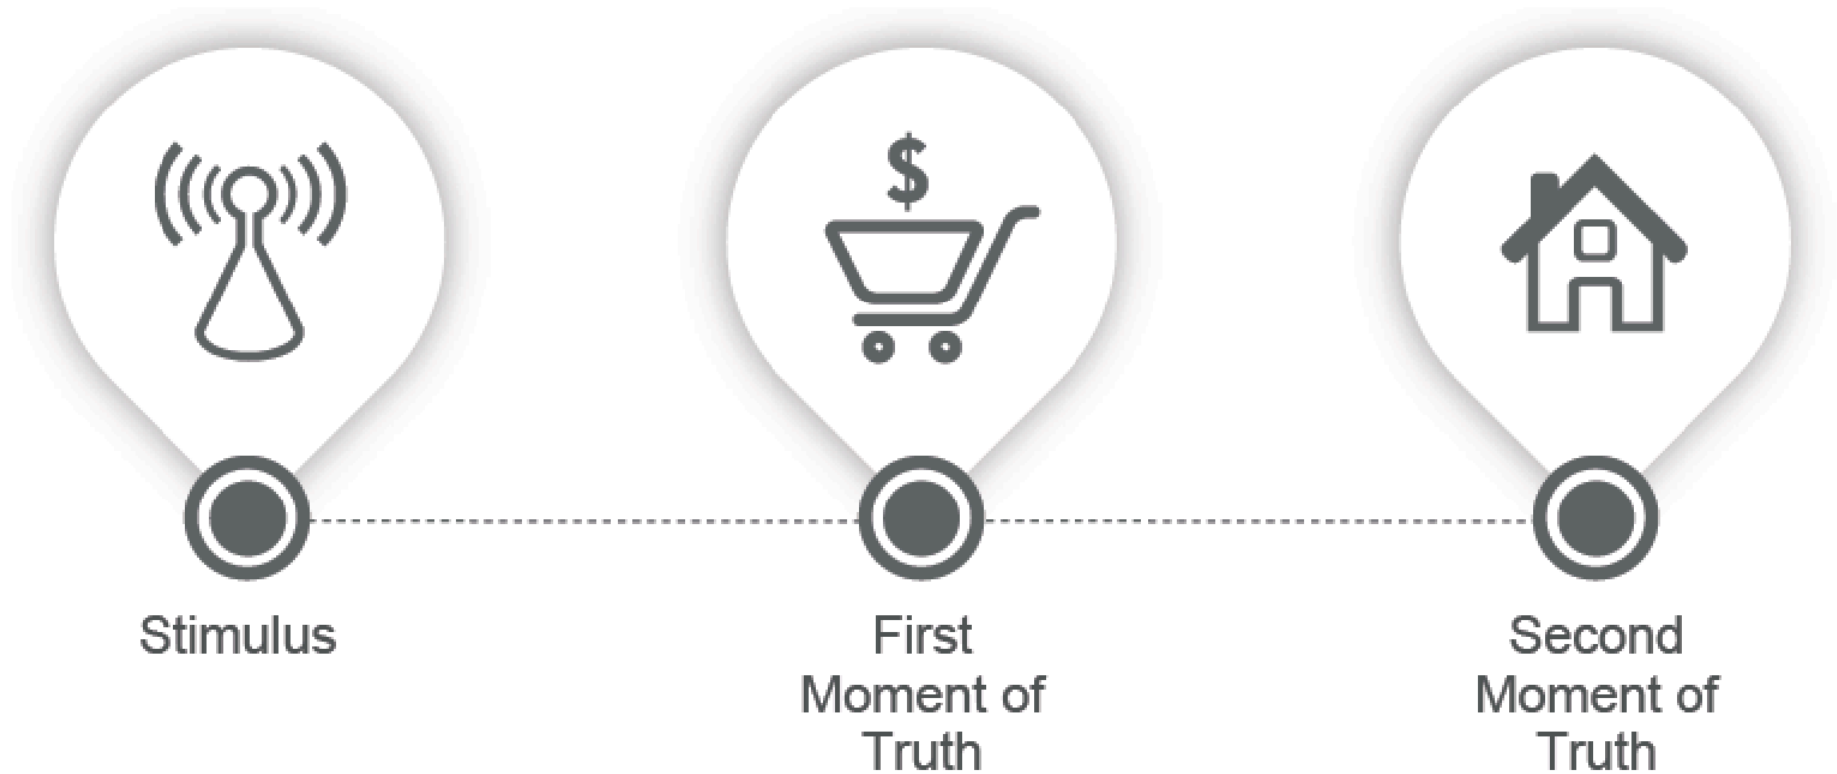 $
Stimulus
First
Moment of
Truth
Second
Moment of
Truth